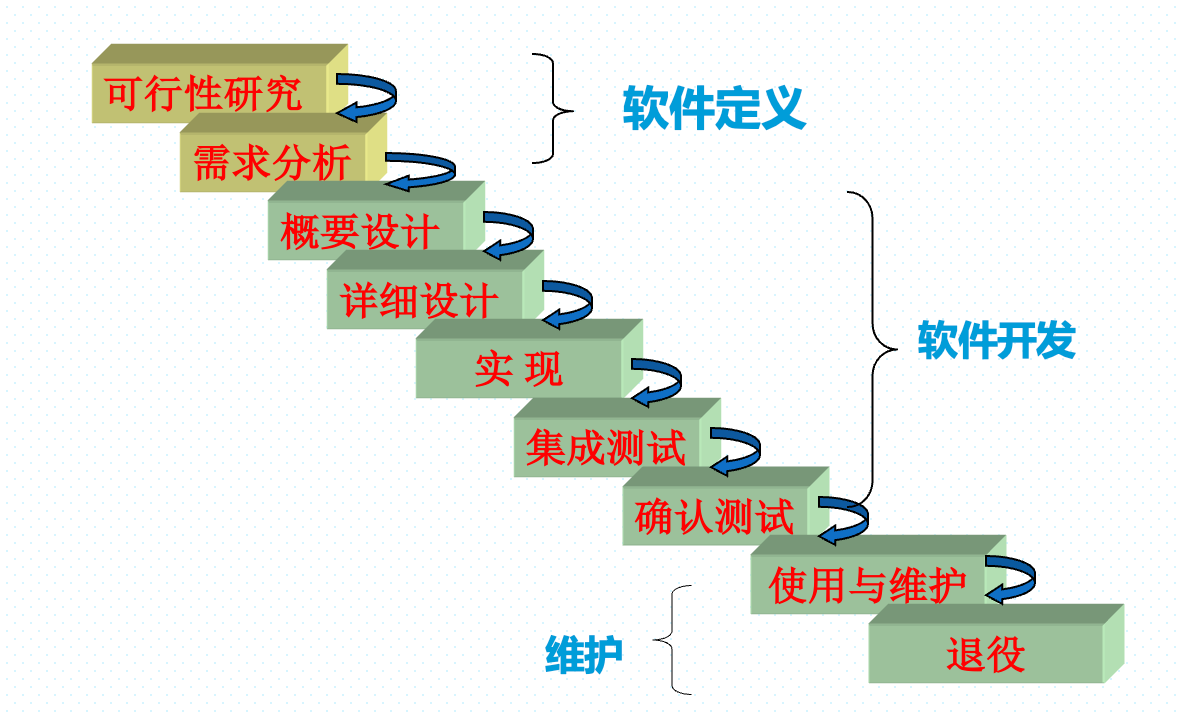 可行性研究
软件定义
需求分析
概要设计
详细设计
软件开发
实 现
集成测试
确认测试
使用与维护
维护
退役